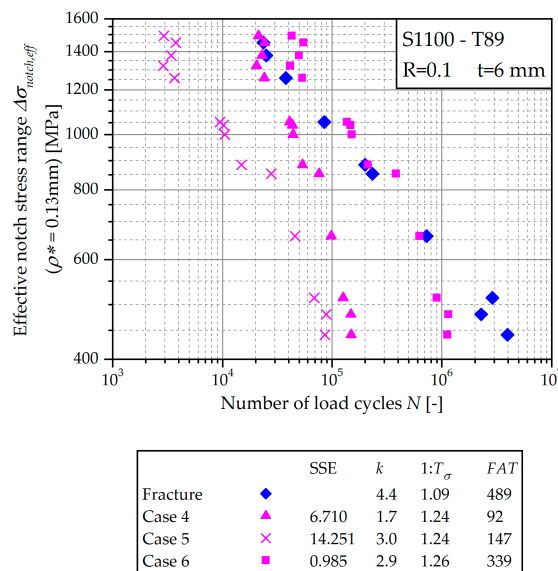 Effective notch stress range Δσnotch,eff
(ρ* = 0.13mm) [MPa]
1600
1400
1200
1000
800
600
400
S1100 - T89
R=0.1 t=6 mm
10³ 10⁴ 10⁵ 10⁶ 10
Number of load cycles N [-]
SSE k 1:Tσ FAT
Fracture 4.4 1.09 489
Case 4 6.710 1.7 1.24 92
Case 5 14.251 3.0 1.24 147
Case 6 0.985 2.9 1.26 339